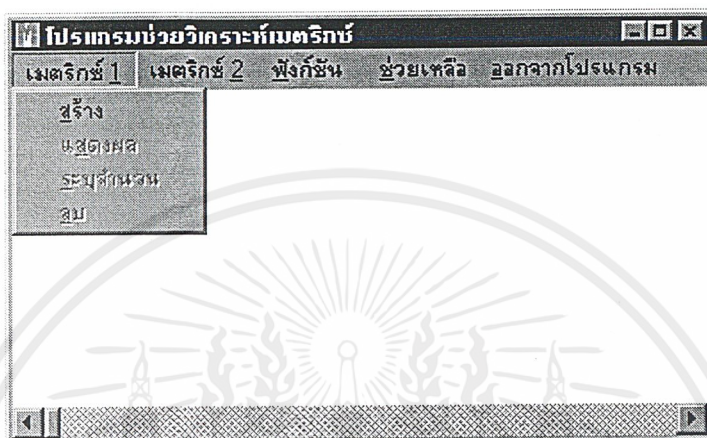 โปรแกรมช่วยวิเคราะห์เมตริกซ์
เมตริกซ์ 1 เมตริกซ์ 2 ฟังก์ชัน ช่วยเหลือ ออกจากโปรแกรม
สร้าง
แสดงผล
ระบุจำนวน
ลบ